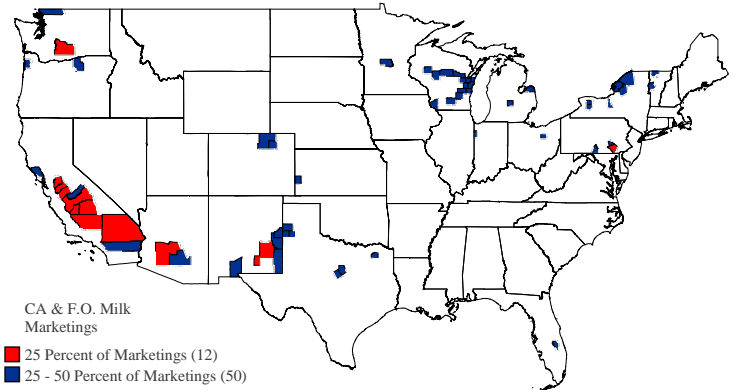 CA & F.O. Milk
Marketings
25 Percent of Marketings (12)
25 - 50 Percent of Marketings (50)